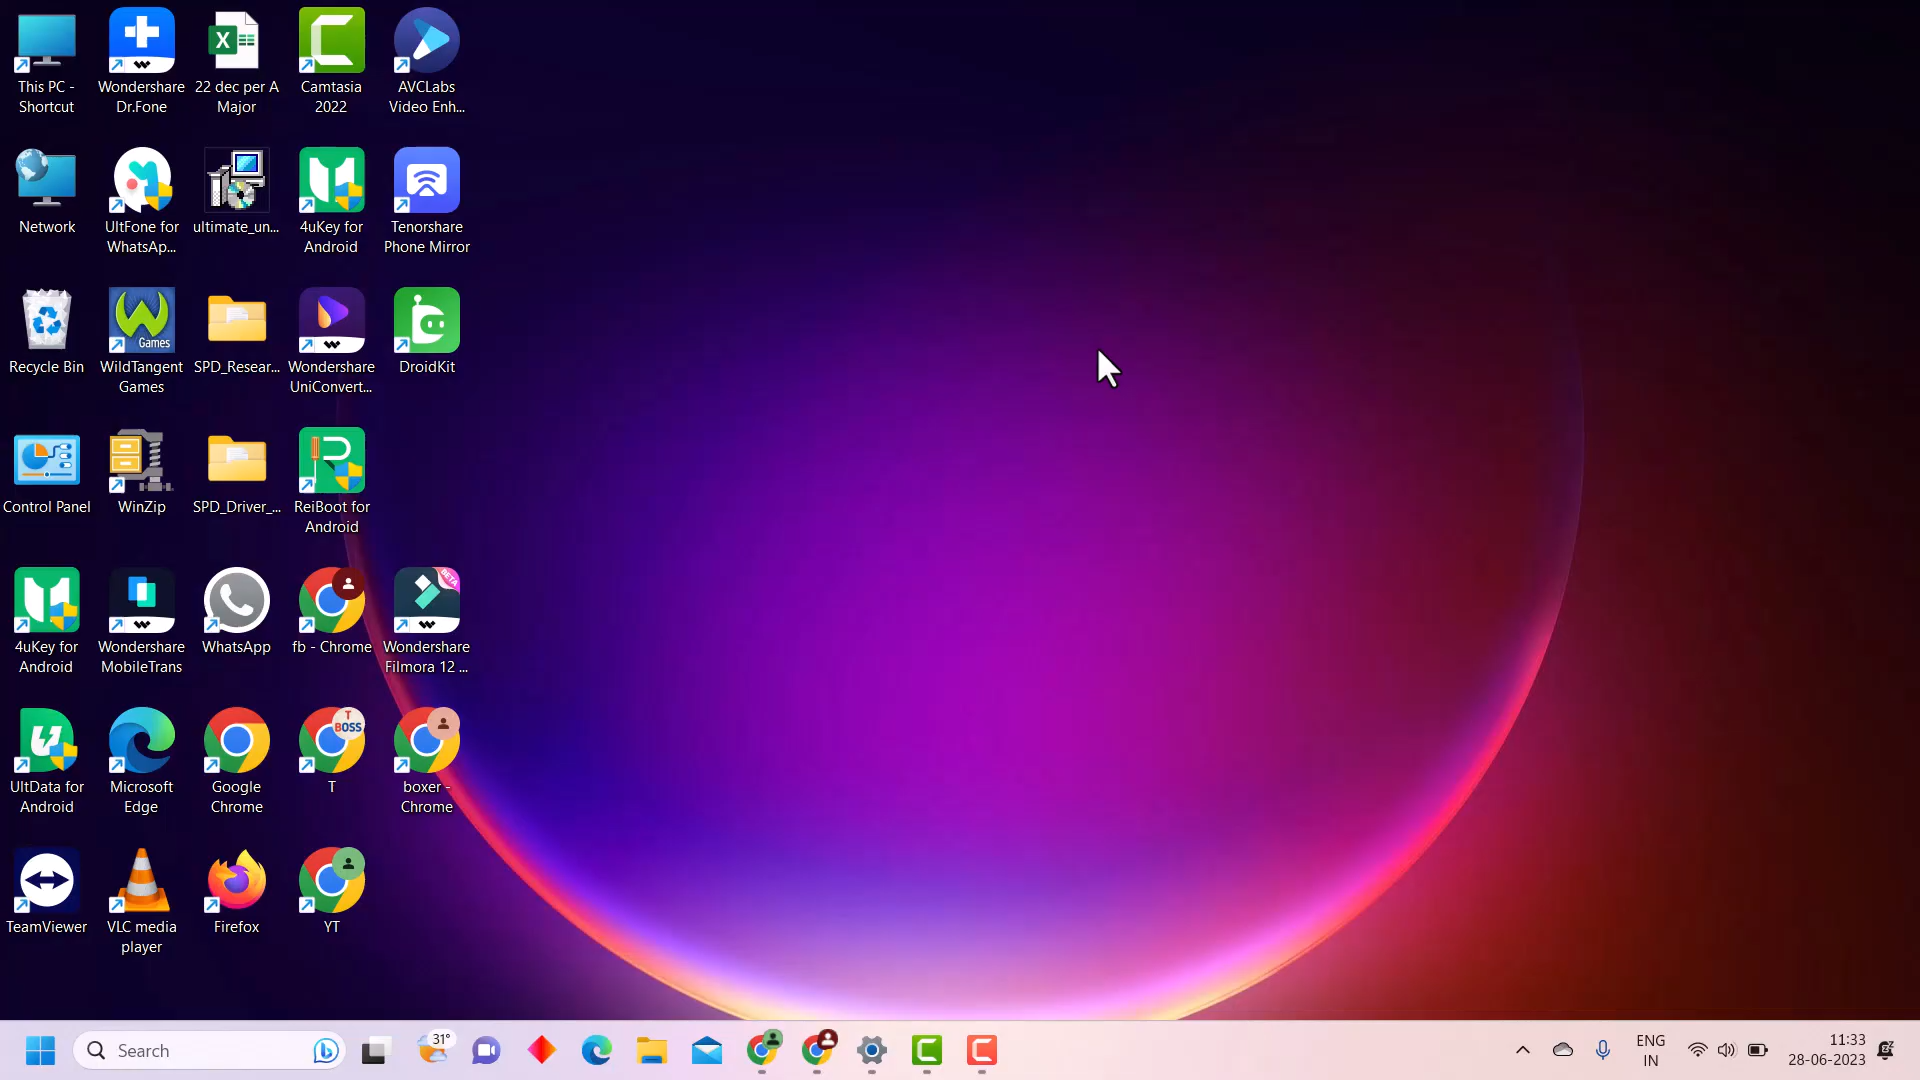 This PC -
Shortcut
Wondershare
Dr.Fone
22 dec per A
Major
Camtasia
2022
AVCLabs
Video Enh...
Network
UltFone for
WhatsAp...
ultimate_un...
4uKey for
Android
Tenorshare
Phone Mirror
Games
Recycle Bin
WildTangent
Games
SPD_Resear...
Wondershare
UniConvert...
DroidKit
Control Panel
WinZip
SPD_Driver_...
ReiBoot for
Android
BETA
4uKey for
Android
Wondershare
MobileTrans
WhatsApp
fb - Chrome
Wondershare
Filmora 12 ...
T
BOSS
UltData for
Android
Microsoft
Edge
Google
Chrome
T
boxer -
Chrome
TeamViewer
VLC media
player
Firefox
YT
Search
31°
ENG
IN
11:33
28-06-2023